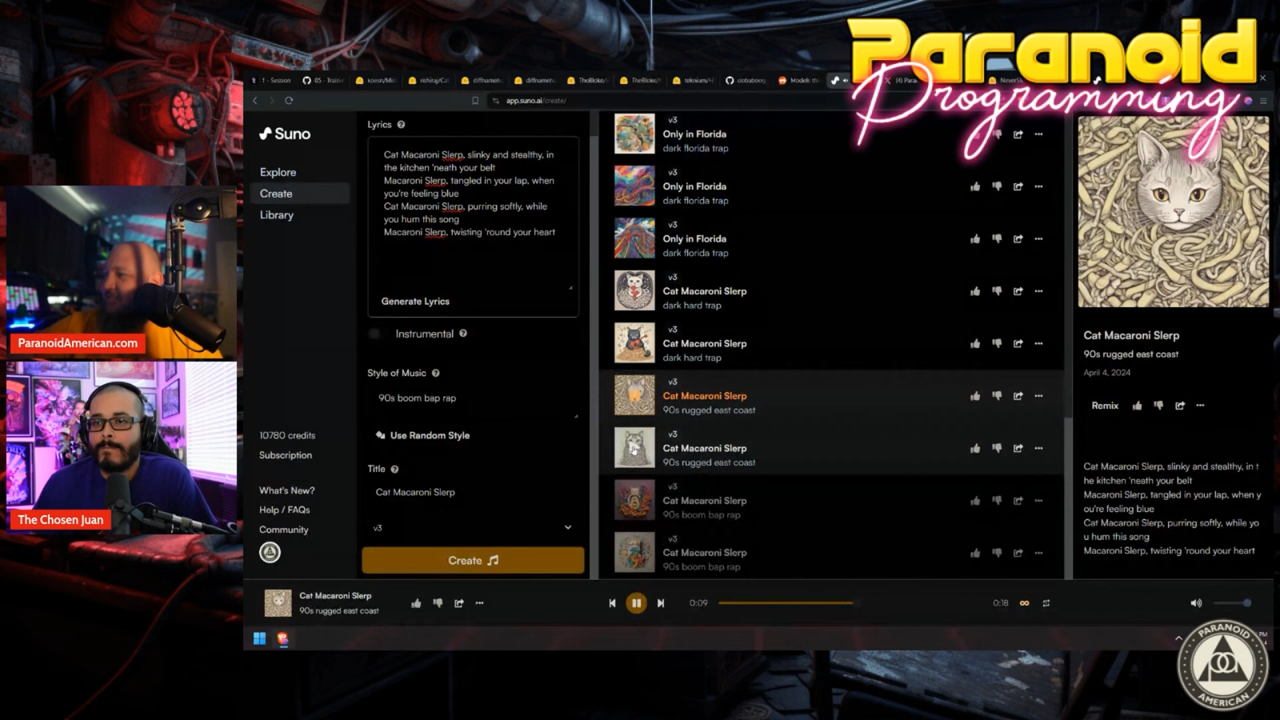 Paranoid
Programming
1 - Session
app.suno.ai/create/
Suno
Explore
Create
Library
10780 credits
Subscription
What's New?
Help / FAQs
Community
Lyrics
Cat Macaroni Slerp, slinky and stealthy, in
the kitchen 'neath your belt
Macaroni Slerp, tangled in your lap, when
you're feeling blue
Cat Macaroni Slerp, purring softly, while
you hum this song
Macaroni Slerp, twisting 'round your heart
Generate Lyrics
Instrumental
Style of Music
90s boom bap rap
Use Random Style
Title
Cat Macaroni Slerp
v3
Create
v3
Only in Florida
dark florida trap
v3
Only in Florida
dark florida trap
v3
Only in Florida
dark florida trap
v3
Cat Macaroni Slerp
dark hard trap
v3
Cat Macaroni Slerp
dark hard trap
v3
Cat Macaroni Slerp
90s rugged east coast
v3
Cat Macaroni Slerp
90s rugged east coast
v3
Cat Macaroni Slerp
90s boom bap rap
v3
Cat Macaroni Slerp
90s boom bap rap
Cat Macaroni Slerp
90s rugged east coast
April 4, 2024
Remix
Cat Macaroni Slerp, slinky and stealthy, in t
he kitchen 'neath your belt
Macaroni Slerp, tangled in your lap, when y
ou're feeling blue
Cat Macaroni Slerp, purring softly, while yo
u hum this song
Macaroni Slerp, twisting 'round your heart
Cat Macaroni Slerp
90s rugged east coast
0:09
0:18
ParanoidAmerican.com
The Chosen Juan
PARANOID
AMERICAN